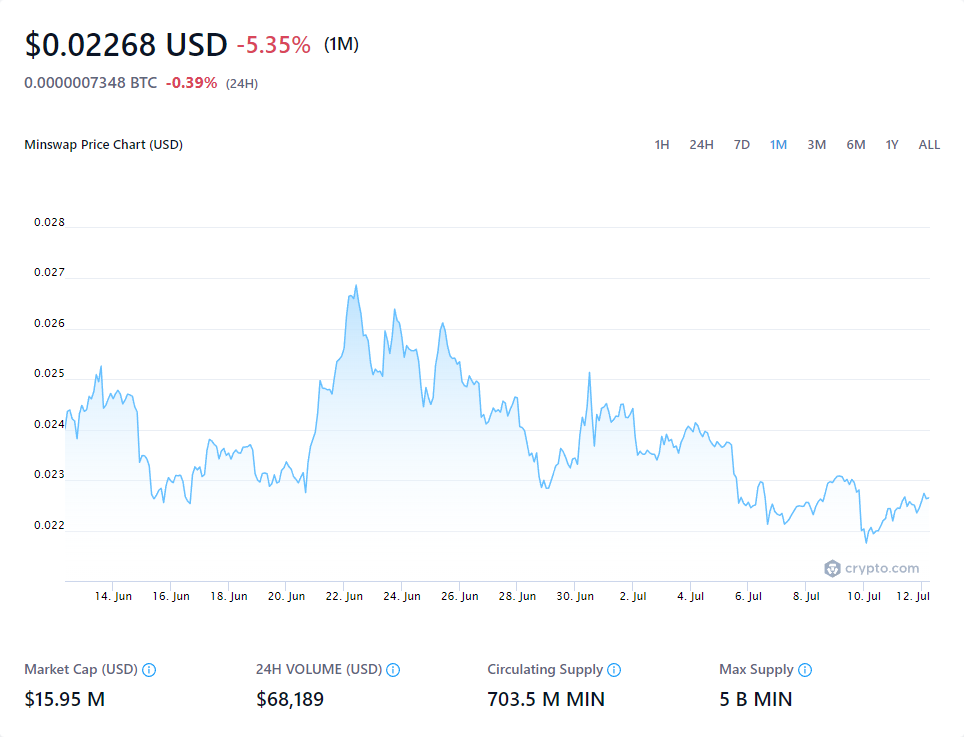 $0.02268 USD -5.35% (1M)
0.0000007348 BTC -0.39% (24H)
Minswap Price Chart (USD) 1H 24H 7D 1M 3M 6M 1Y ALL
0.028
0.027
0.026
0.025
0.024
0.023
0.022
crypto.com
14. Jun 16. Jun 18. Jun 20. Jun 22. Jun 24. Jun 26. Jun 28. Jun 30. Jun 2. Jul 4. Jul 6. Jul 8. Jul 10. Jul 12. Jul
Market Cap (USD) 24H VOLUME (USD) Circulating Supply Max Supply
$15.95 M $68,189 703.5 M MIN 5 B MIN